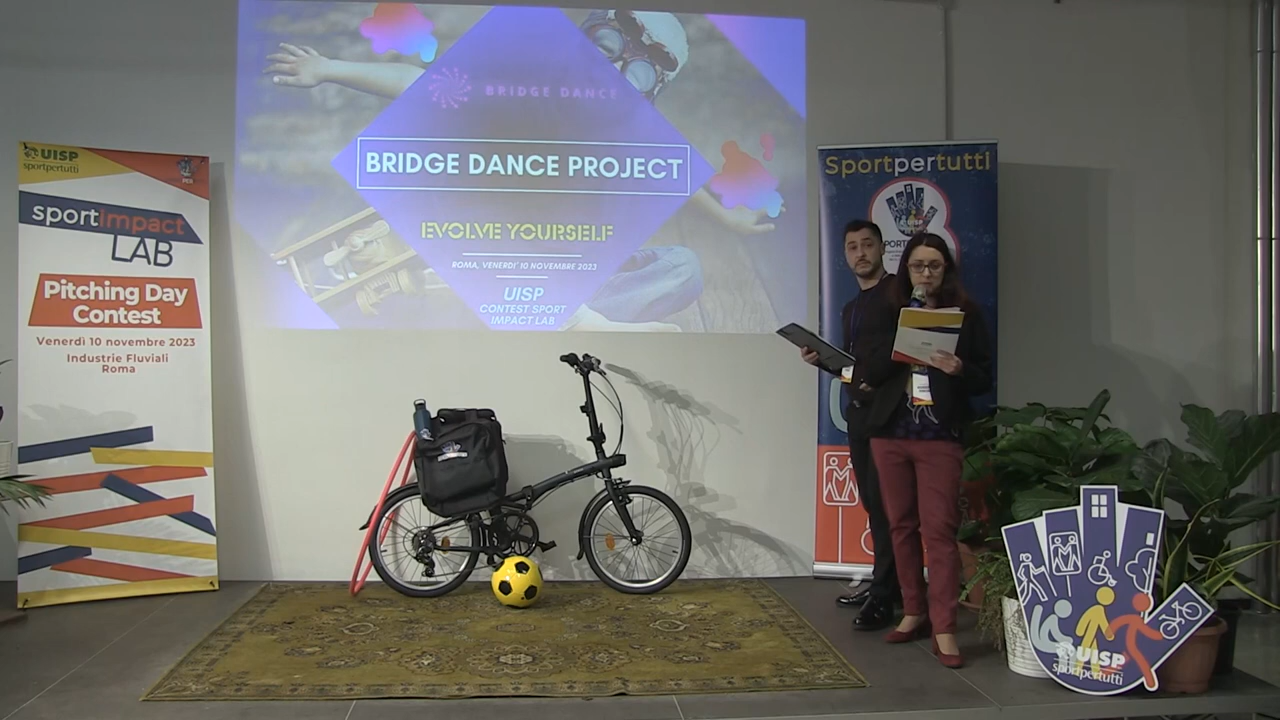 UISP
sportpertutti
sportimpact
LAB
Pitching Day
Contest
Venerdì 10 novembre 2023
Industrie Fluviali
Roma
BRIDGE DANCE
BRIDGE DANCE PROJECT
EVOLVE YOURSELF
ROMA, VENERDI' 10 NOVEMBRE 2023
UISP
CONTEST SPORT
IMPACT LAB
Sportpertutti
UISP
sportpertutti